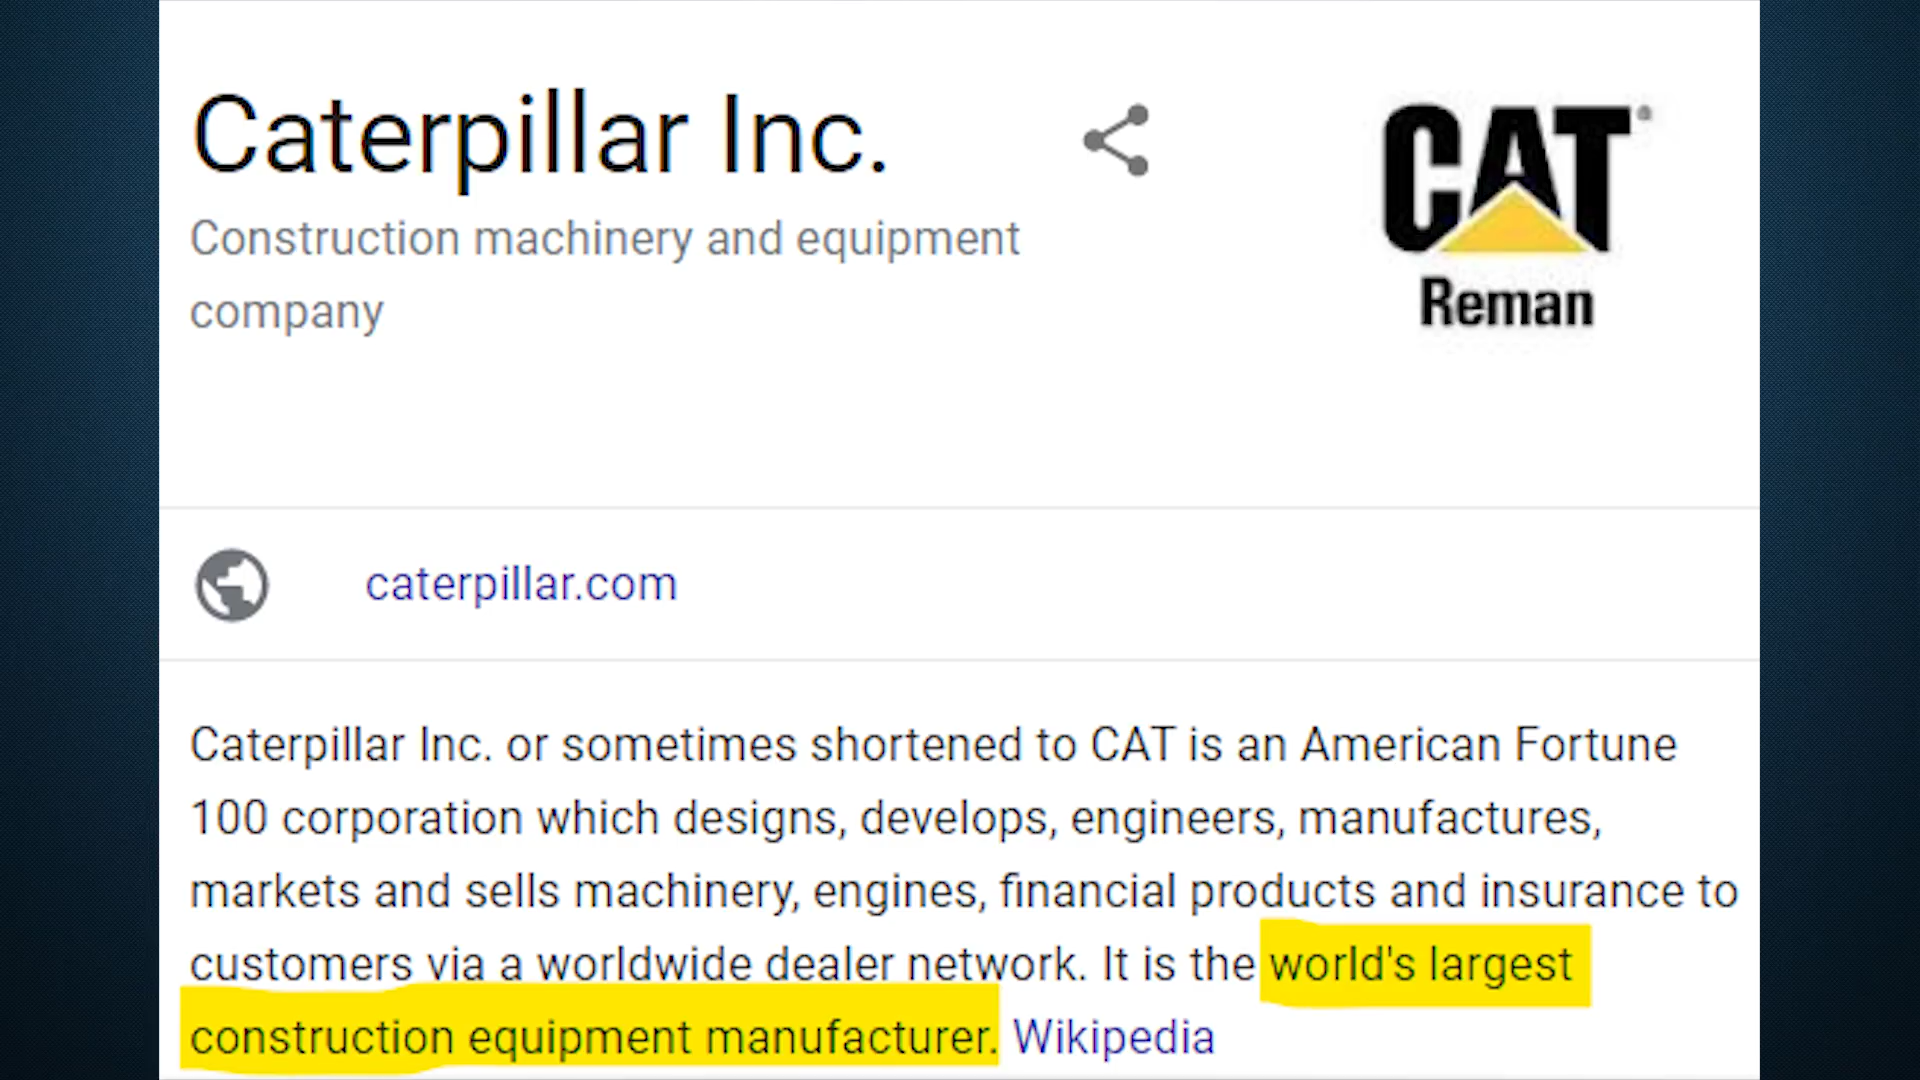 Caterpillar Inc.
Construction machinery and equipment
company
CAT®
Reman
caterpillar.com
Caterpillar Inc. or sometimes shortened to CAT is an American Fortune
100 corporation which designs, develops, engineers, manufactures,
markets and sells machinery, engines, financial products and insurance to
customers via a worldwide dealer network. It is the world's largest
construction equipment manufacturer. Wikipedia